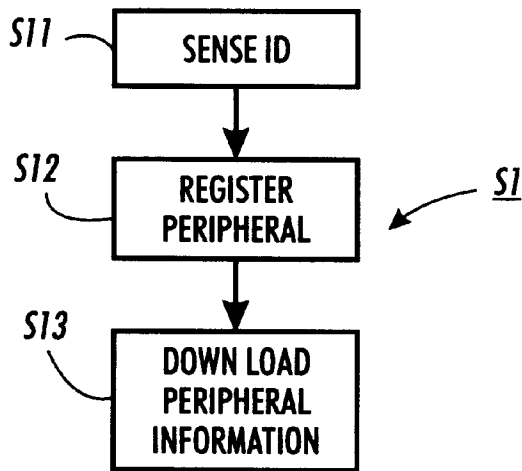 S11
SENSE ID
S12
REGISTER
PERIPHERAL
S1
S13
DOWN LOAD
PERIPHERAL
INFORMATION